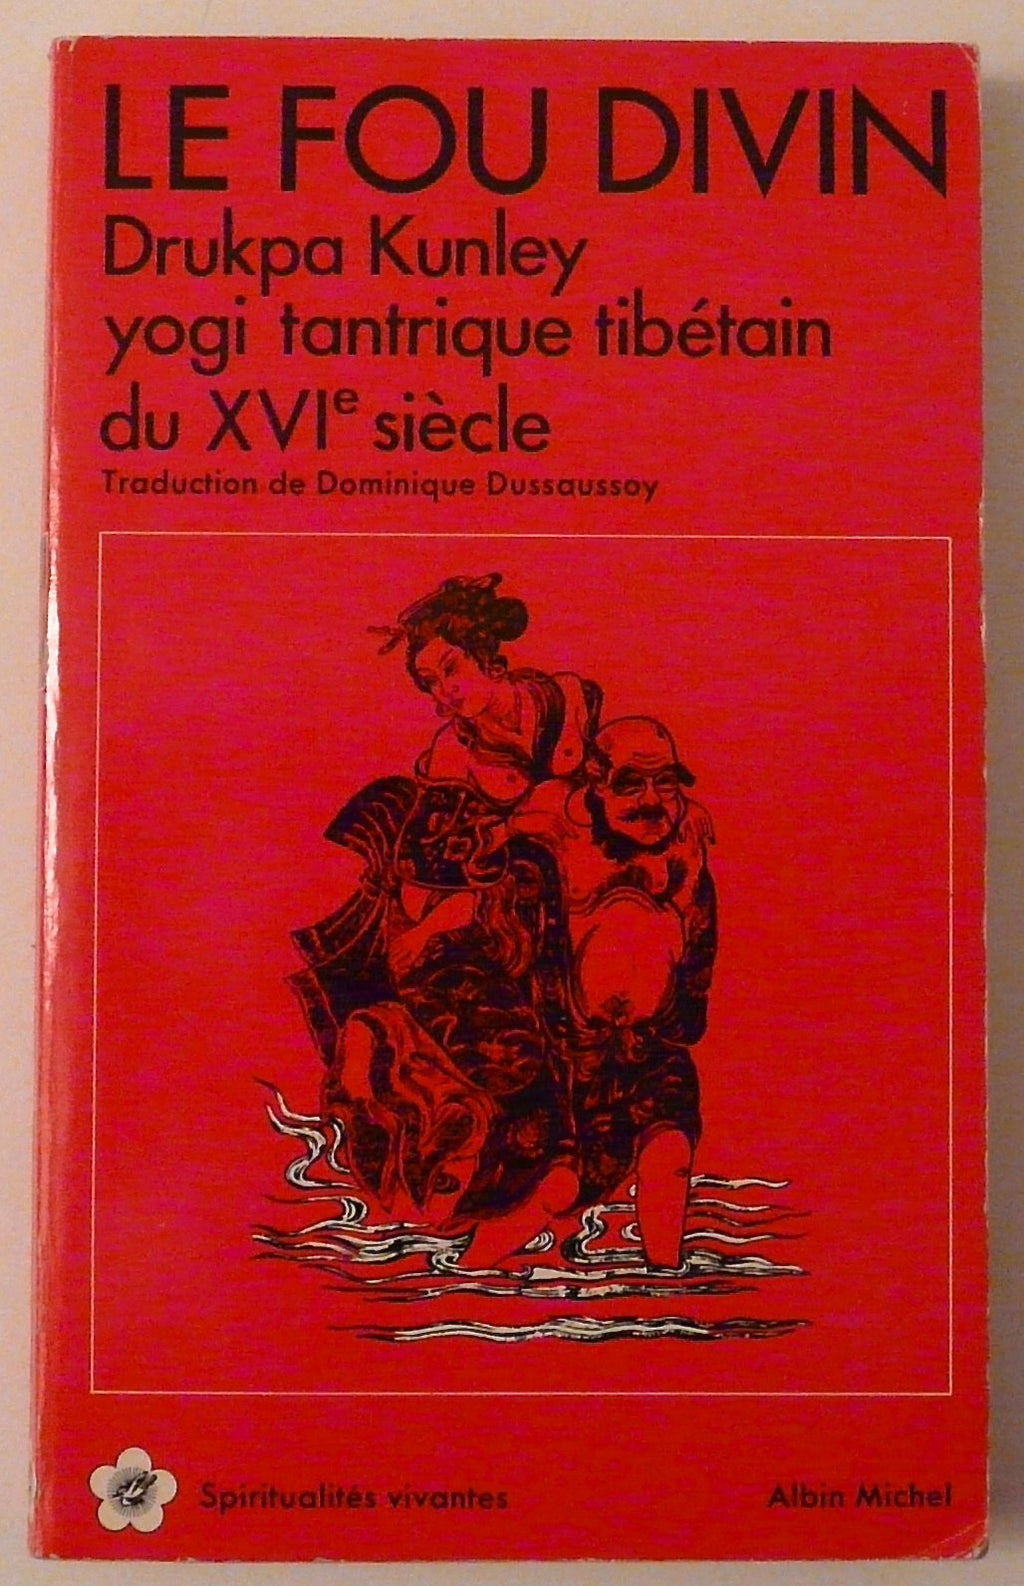 LE FOU DIVIN
Drukpa Kunley
yogi tantrique tibétain
du XVIe siècle
Traduction de Dominique Dussaussoy
Spiritualités vivantes
Albin Michel